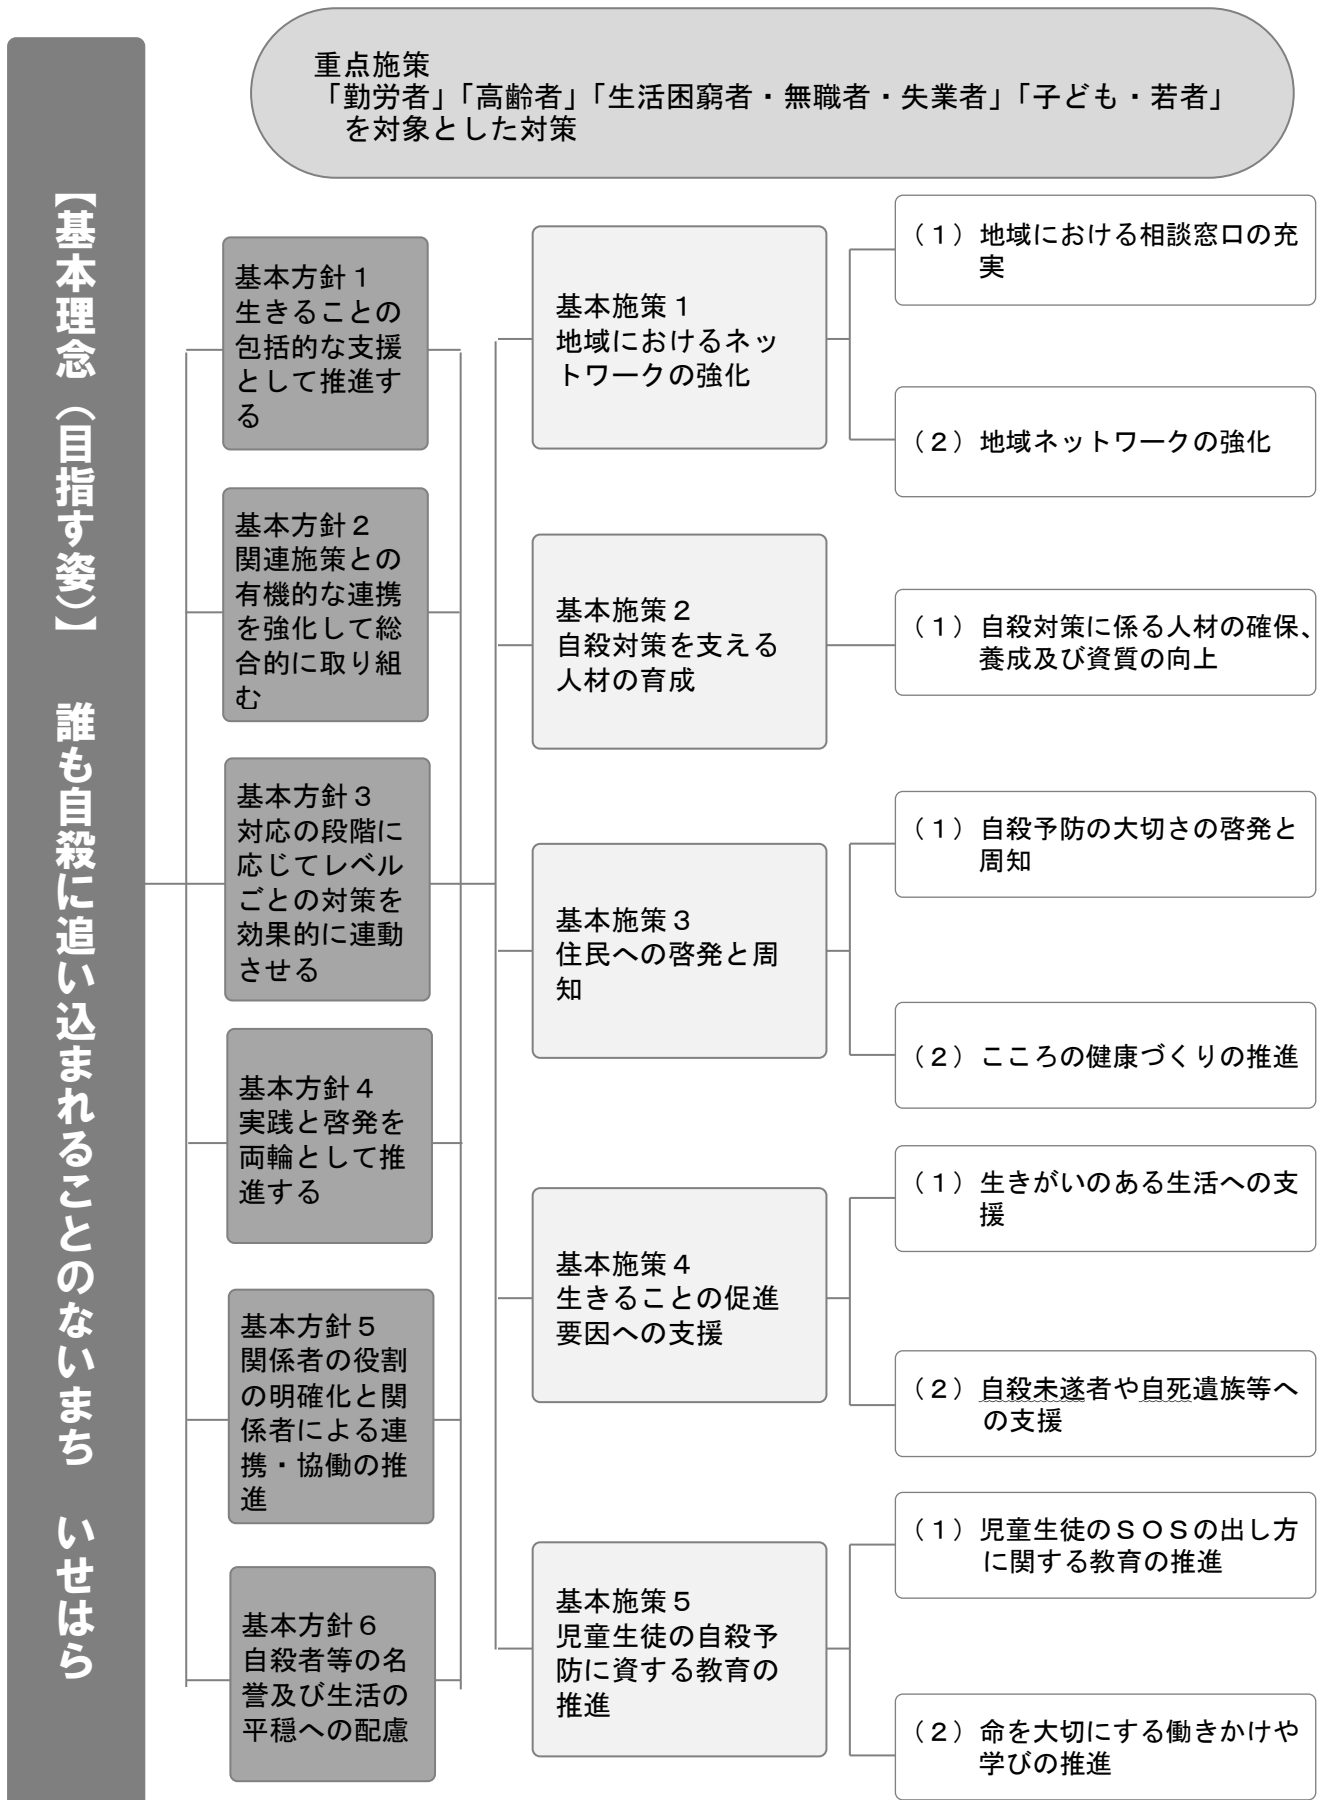 重点施策
「勤労者」「高齢者」「生活困窮者・無職者・失業者」「子ども・若者」
を対象とした対策
【基本理念（目指す姿）】　誰も自殺に追い込まれることのないまち　いせはら
基本方針１
生きることの
包括的な支援
として推進す
る
基本方針２
関連施策との
有機的な連携
を強化して総
合的に取り組
む
基本方針３
対応の段階に
応じてレベル
ごとの対策を
効果的に連動
させる
基本方針４
実践と啓発を
両輪として推
進する
基本方針５
関係者の役割
の明確化と関
係者による連
携・協働の推
進
基本方針６
自殺者等の名
誉及び生活の
平穏への配慮
基本施策１
地域におけるネッ
トワークの強化
（１）地域における相談窓口の充
実
（２）地域ネットワークの強化
基本施策２
自殺対策を支える
人材の育成
（１）自殺対策に係る人材の確保、
養成及び資質の向上
基本施策３
住民への啓発と周
知
（１）自殺予防の大切さの啓発と
周知
（２）こころの健康づくりの推進
基本施策４
生きることの促進
要因への支援
（１）生きがいのある生活への支
援
（２）自殺未遂者や自死遺族等へ
の支援
基本施策５
児童生徒の自殺予
防に資する教育の
推進
（１）児童生徒のＳＯＳの出し方
に関する教育の推進
（２）命を大切にする働きかけや
学びの推進